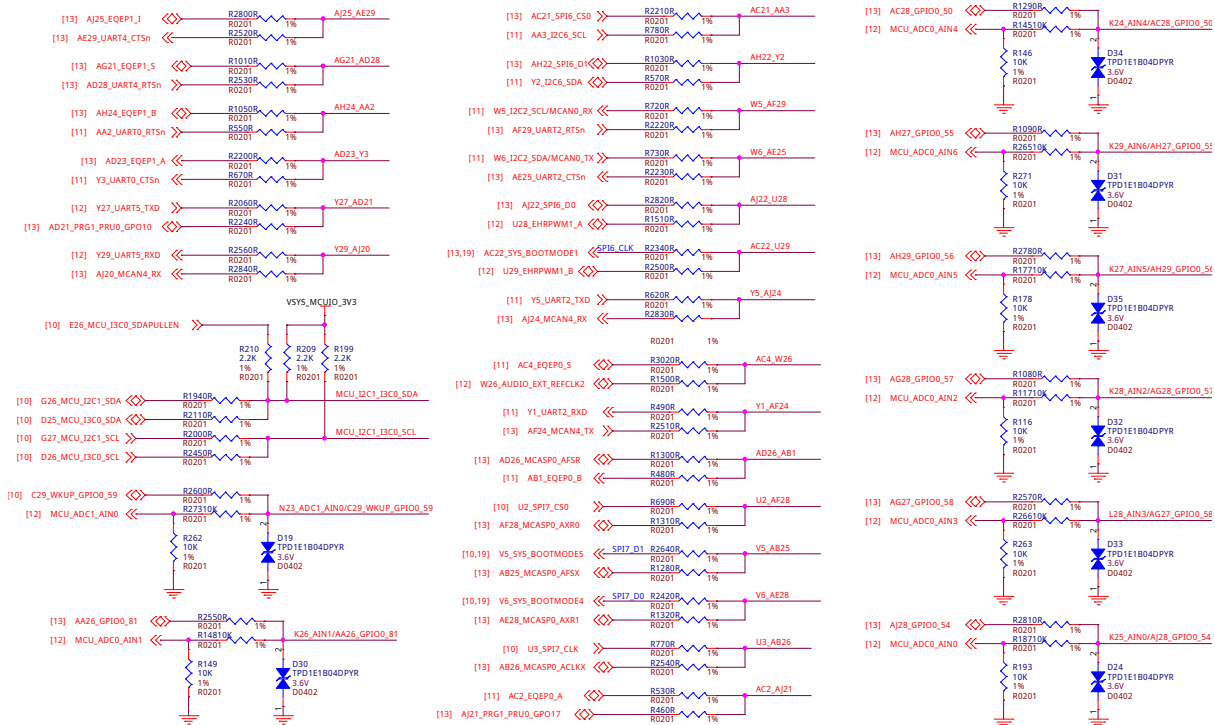 [13] AJ25_EQEP1_I R2800R AJ25_AE29
R0201 1%
[13] AE29_UART4_CTSn R2520R
R0201 1%
[13] AG21_EQEP1_S R1010R AG21_AD28
R0201 1%
[13] AD28_UART4_RTSn R2530R
R0201 1%
[13] AH24_EQEP1_B R1050R AH24_AA2
R0201 1%
[11] AA2_UART0_RTSn R550R
R0201 1%
[13] AD23_EQEP1_A R2200R AD23_Y3
R0201 1%
[11] Y3_UART0_CTSn R670R
R0201 1%
[12] Y27_UART5_TXD R2060R Y27_AD21
R0201 1%
[13] AD21_PRG1_PRU0_GPO10 R2240R
R0201 1%
[12] Y29_UART5_RXD R2560R Y29_AJ20
R0201 1%
[13] AJ20_MCAN4_RX R2840R
R0201 1%
VSYS_MCUIO_3V3
[10] E26_MCU_I3C0_SDAPULLEN
R210 R209 R199
2.2K 2.2K 2.2K
1% 1% 1%
R0201 R0201 R0201
[10] G26_MCU_I2C1_SDA R1940R MCU_I2C1_I3C0_SDA
R0201 1%
[10] D25_MCU_I3C0_SDA R2110R
R0201 1%
[10] G27_MCU_I2C1_SCL R2000R MCU_I2C1_I3C0_SCL
R0201 1%
[10] D26_MCU_I3C0_SCL R2450R
R0201 1%
[10] C29_WKUP_GPIO0_59 R2600R
R0201 1%
[12] MCU_ADC1_AIN0 R27310K N23_ADC1_AIN0/C29_WKUP_GPIO0_59
R0201 1%
2
R262 D19
10K TPD1E1B04DPYR
1% 3.6V
R0201 D0402
1
[13] AA26_GPIO0_81 R2550R
R0201 1%
[12] MCU_ADC0_AIN1 R14810K K26_AIN1/AA26_GPIO0_81
R0201 1%
2
R149 D30
10K TPD1E1B04DPYR
1% 3.6V
R0201 D0402
1
[13] AC21_SPI6_CS0 R2210R AC21_AA3
R0201 1%
[11] AA3_I2C6_SCL R780R
R0201 1%
[13] AH22_SPI6_D1 R1030R AH22_Y2
R0201 1%
[11] Y2_I2C6_SDA R570R
R0201 1%
[11] W5_I2C2_SCL/MCAN0_RX R720R W5_AF29
R0201 1%
[13] AF29_UART2_RTSn R2220R
R0201 1%
[11] W6_I2C2_SDA/MCAN0_TX R730R W6_AE25
R0201 1%
[13] AE25_UART2_CTSn R2230R
R0201 1%
[13] AJ22_SPI6_D0 R2820R AJ22_U28
R0201 1%
[12] U28_EHRPWM1_A R1510R
R0201 1%
[13,19] AC22_SYS_BOOTMODE1 SPI6_CLK R2340R AC22_U29
R0201 1%
[12] U29_EHRPWM1_B R2500R
R0201 1%
[11] Y5_UART2_TXD R620R Y5_AJ24
R0201 1%
[13] AJ24_MCAN4_RX R2830R
R0201 1%
[11] AC4_EQEP0_S R3020R AC4_W26
R0201 1%
[12] W26_AUDIO_EXT_REFCLK2 R1500R
R0201 1%
[11] Y1_UART2_RXD R490R Y1_AF24
R0201 1%
[13] AF24_MCAN4_TX R2510R
R0201 1%
[13] AD26_MCASP0_AFSR R1300R AD26_AB1
R0201 1%
[11] AB1_EQEP0_B R480R
R0201 1%
[10] U2_SPI7_CS0 R690R U2_AF28
R0201 1%
[13] AF28_MCASP0_AXR0 R1310R
R0201 1%
[10,19] V5_SYS_BOOTMODE5 SPI7_D1 R2640R V5_AB25
R0201 1%
[13] AB25_MCASP0_AFSX R1280R
R0201 1%
[10,19] V6_SYS_BOOTMODE4 SPI7_D0 R2420R V6_AE28
R0201 1%
[13] AE28_MCASP0_AXR1 R1320R
R0201 1%
[10] U3_SPI7_CLK R770R U3_AB26
R0201 1%
[13] AB26_MCASP0_ACLKX R2540R
R0201 1%
[11] AC2_EQEP0_A R530R AC2_AJ21
R0201 1%
[13] AJ21_PRG1_PRU0_GPO17 R460R
R0201 1%
[13] AC28_GPIO0_50 R1290R
R0201 1%
[12] MCU_ADC0_AIN4 R14510K K24_AIN4/AC28_GPIO0_50
R0201 1%
2
R146 D34
10K TPD1E1B04DPYR
1% 3.6V
R0201 D0402
1
[13] AH27_GPIO0_55 R1090R
R0201 1%
[12] MCU_ADC0_AIN6 R26510K K29_AIN6/AH27_GPIO0_55
R0201 1%
2
R271 D31
10K TPD1E1B04DPYR
1% 3.6V
R0201 D0402
1
[13] AH29_GPIO0_56 R2780R
R0201 1%
[12] MCU_ADC0_AIN5 R17710K K27_AIN5/AH29_GPIO0_56
R0201 1%
2
R178 D35
10K TPD1E1B04DPYR
1% 3.6V
R0201 D0402
1
[13] AG28_GPIO0_57 R1080R
R0201 1%
[12] MCU_ADC0_AIN2 R11710K K28_AIN2/AG28_GPIO0_57
R0201 1%
2
R116 D32
10K TPD1E1B04DPYR
1% 3.6V
R0201 D0402
1
[13] AG27_GPIO0_58 R2570R
R0201 1%
[12] MCU_ADC0_AIN3 R26610K L28_AIN3/AG27_GPIO0_58
R0201 1%
2
R263 D33
10K TPD1E1B04DPYR
1% 3.6V
R0201 D0402
1
[13] AJ28_GPIO0_54 R2810R
R0201 1%
[12] MCU_ADC0_AIN0 R18710K K25_AIN0/AJ28_GPIO0_54
R0201 1%
2
R193 D24
10K TPD1E1B04DPYR
1% 3.6V
R0201 D0402
1